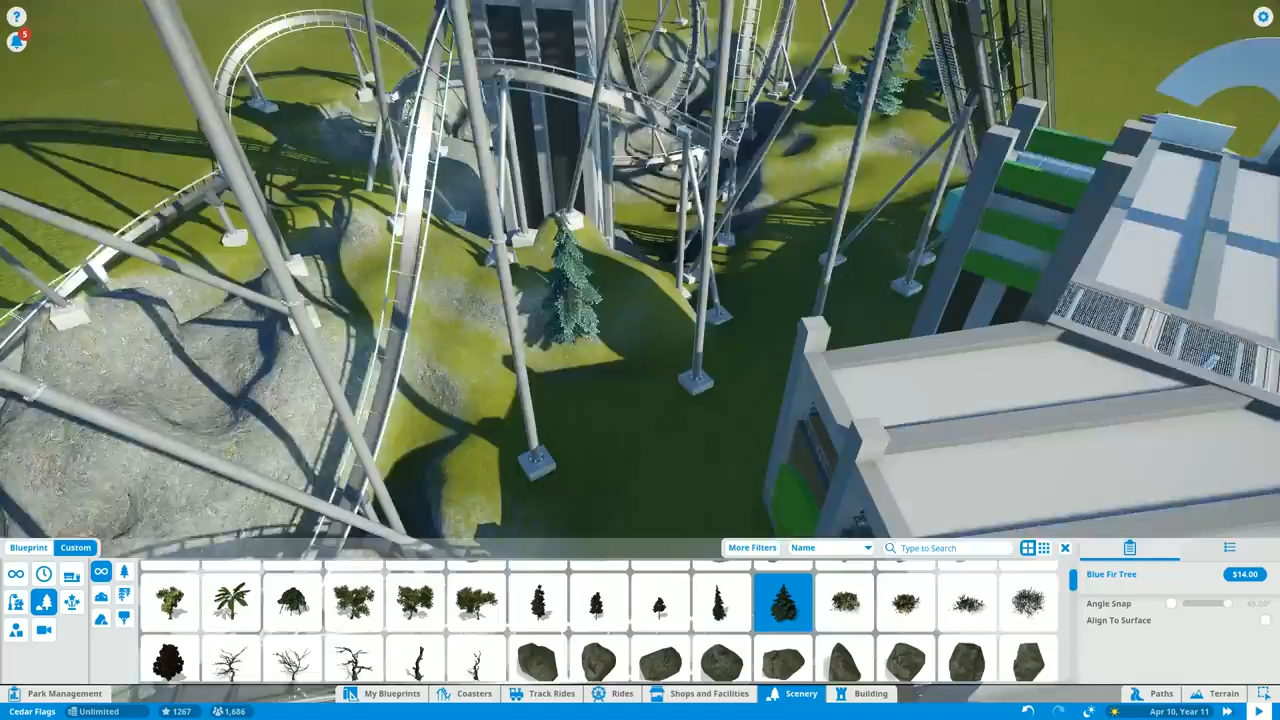 ?
5
Blueprint Custom More Filters Name Type to Search
Blue Fir Tree $14.00
Angle Snap 45.00°
Align To Surface
Park Management My Blueprints Coasters Track Rides Rides Shops and Facilities Scenery Building Paths Terrain
Cedar Flags Unlimited 1267 1,686 Apr 10, Year 11